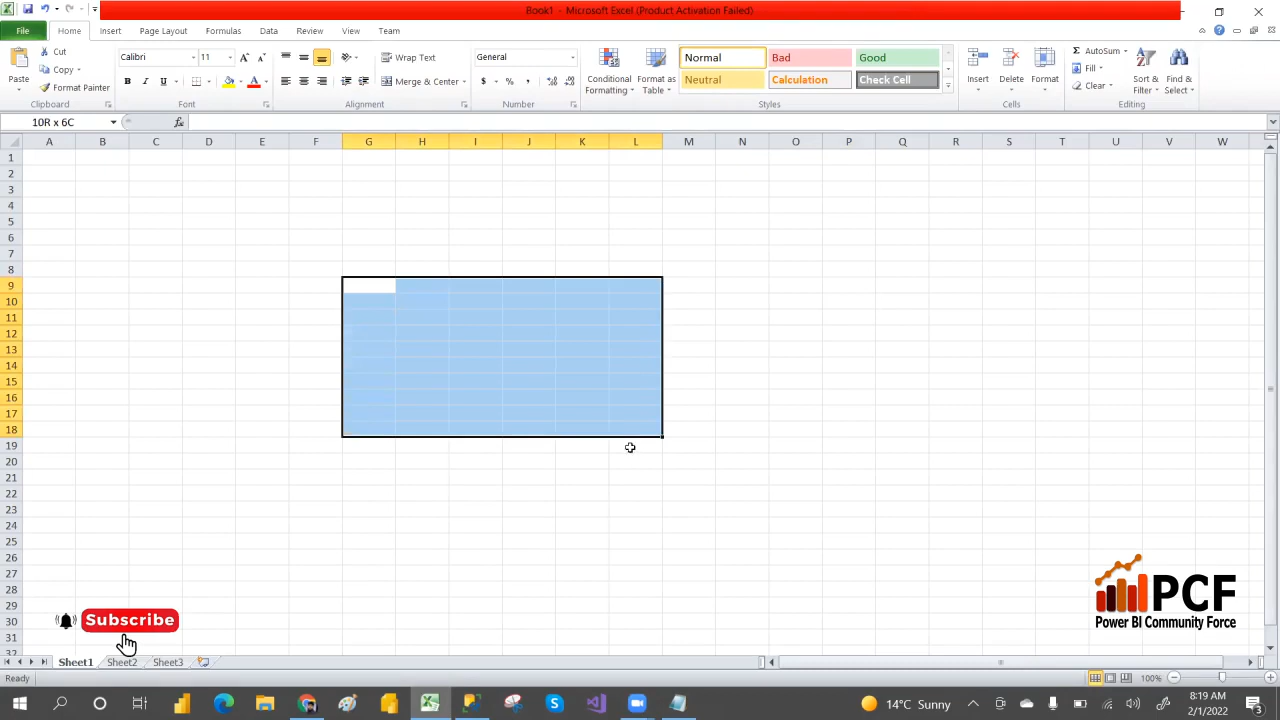 Book1 - Microsoft Excel (Product Activation Failed)
File Home Insert Page Layout Formulas Data Review View Team
Paste
Cut
Copy
Format Painter
Clipboard
Calibri 11
B I U
Font
Wrap Text
Merge & Center
Alignment
General
$ % ,
Number
Conditional Formatting
Format as Table
Normal Bad Good
Neutral Calculation Check Cell
Styles
Insert Delete Format
Cells
AutoSum
Fill
Clear
Sort & Filter
Find & Select
Editing
10R x 6C fx
A B C D E F G H I J K L M N O P Q R S T U V W
1
2
3
4
5
6
7
8
9
10
11
12
13
14
15
16
17
18
19
20
21
22
23
24
25
26
27
28
29
30
31
32
PCF
Power BI Community Force
Subscribe
Sheet1 Sheet2 Sheet3
Ready 100%
14°C Sunny
8:19 AM
2/1/2022
3